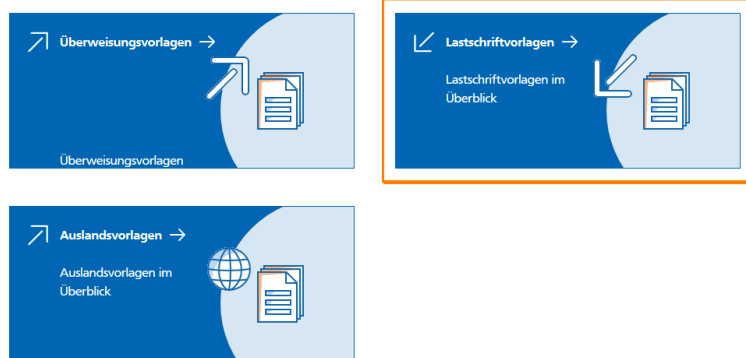 Überweisungsvorlagen
Überweisungsvorlagen
Lastschriftvorlagen
Lastschriftvorlagen im
Überblick
Auslandsvorlagen
Auslandsvorlagen im
Überblick